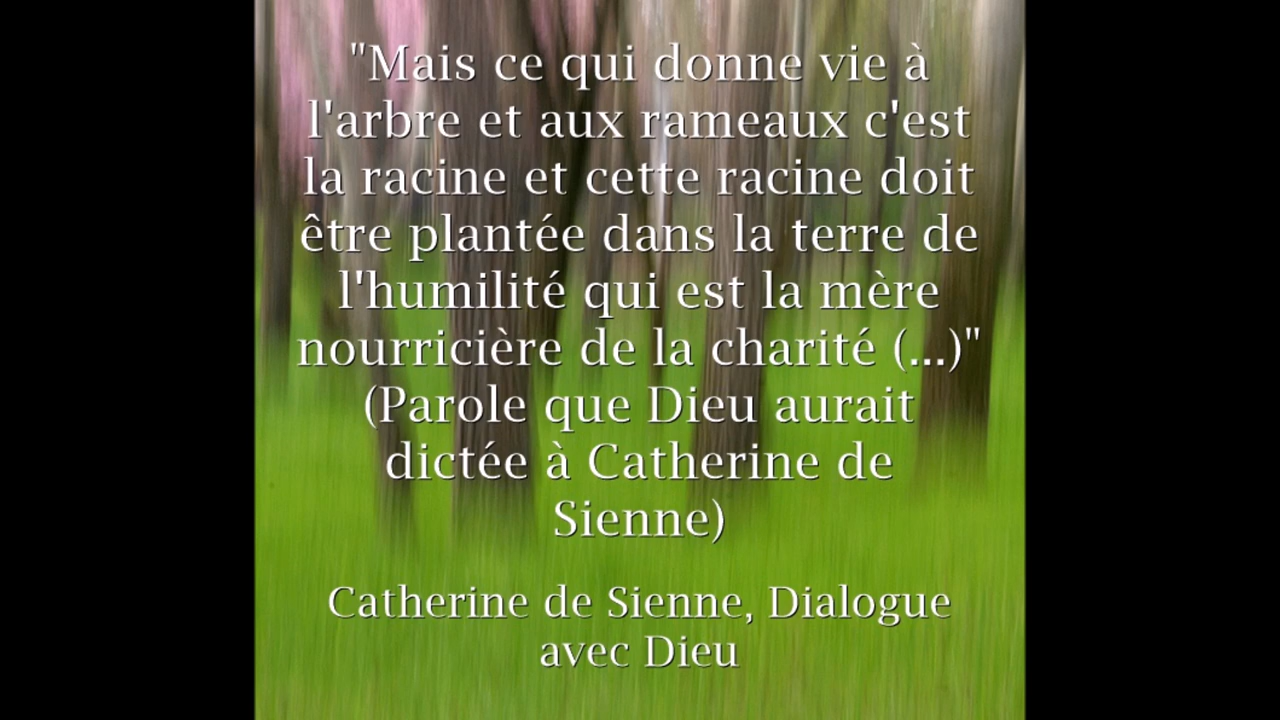 "Mais ce qui donne vie à
l'arbre et aux rameaux c'est
la racine et cette racine doit
être plantée dans la terre de
l'humilité qui est la mère
nourricière de la charité (...)"
(Parole que Dieu aurait
dictée à Catherine de
Sienne)
Catherine de Sienne, Dialogue
avec Dieu